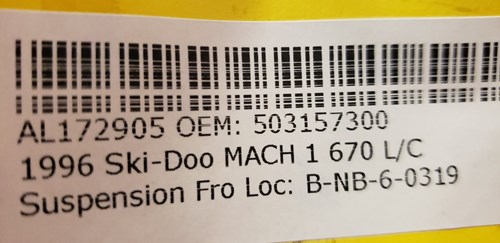 AL172905 OEM: 503157300
1996 Ski-Doo MACH 1 670 L/C
Suspension Fro Loc: B-NB-6-0319